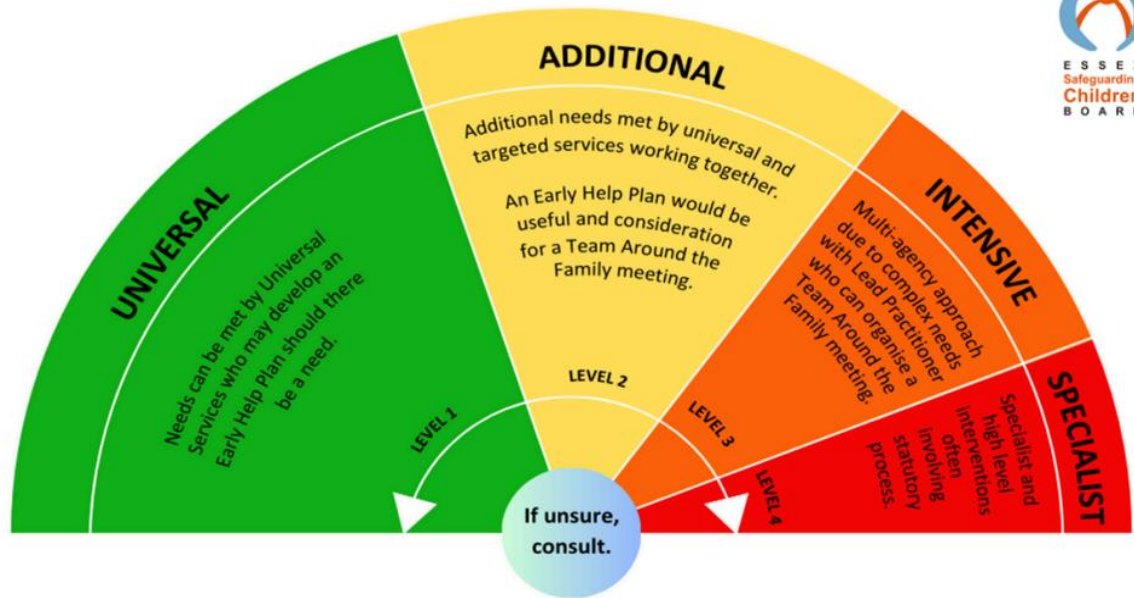 UNIVERSAL
Needs can be met by Universal
Services who may develop an
Early Help Plan should there
be a need.
LEVEL 1
ADDITIONAL
Additional needs met by universal and
targeted services working together.
An Early Help Plan would be
useful and consideration
for a Team Around the
Family meeting.
LEVEL 2
INTENSIVE
Multi-agency approach
due to complex needs
with Lead Practitioner
who can organise a
Team Around the
Family meeting.
LEVEL 3
SPECIALIST
Specialist and
high level
interventions
often
involving
statutory
process.
LEVEL 4
If unsure,
consult.